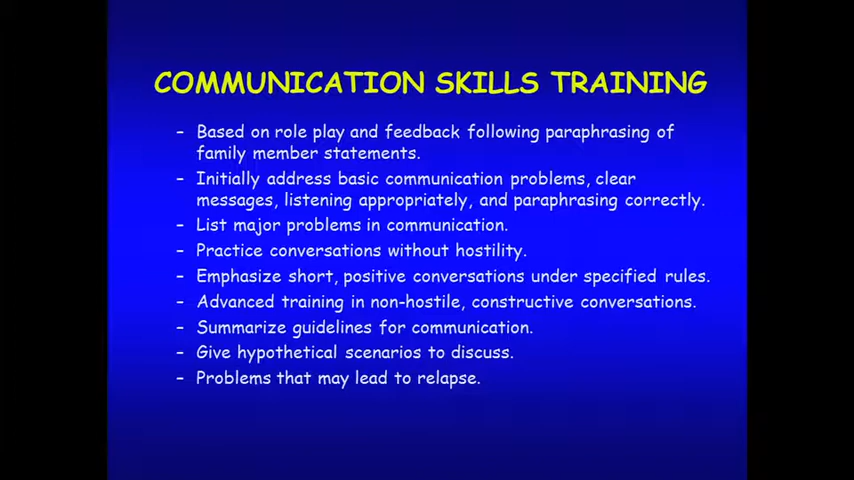 COMMUNICATION SKILLS TRAINING
– Based on role play and feedback following paraphrasing of
family member statements.
– Initially address basic communication problems, clear
messages, listening appropriately, and paraphrasing correctly.
– List major problems in communication.
– Practice conversations without hostility.
– Emphasize short, positive conversations under specified rules.
– Advanced training in non-hostile, constructive conversations.
– Summarize guidelines for communication.
– Give hypothetical scenarios to discuss.
– Problems that may lead to relapse.